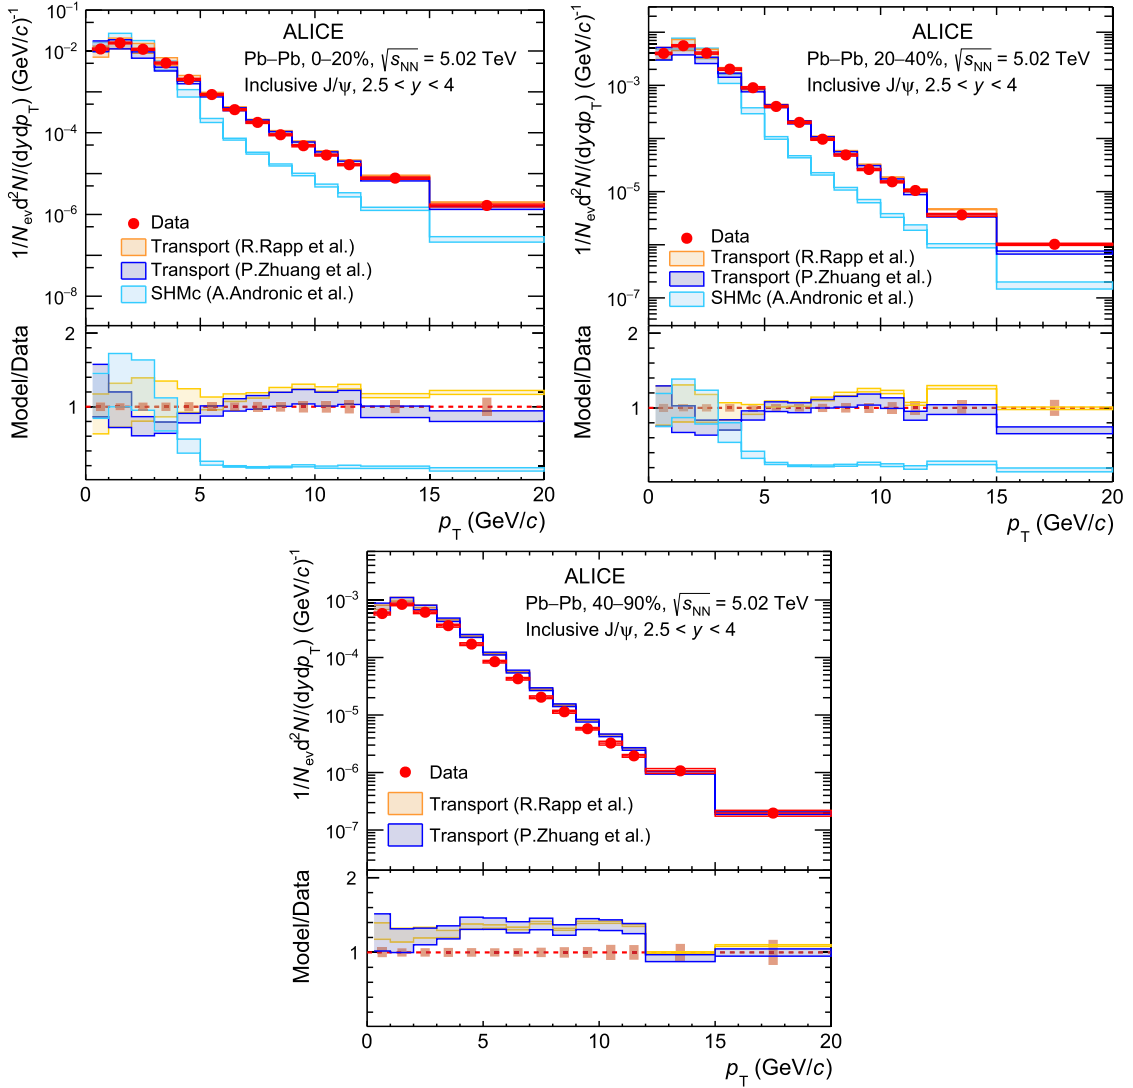 ALICE
Pb–Pb, 0–20%, √sNN = 5.02 TeV
Inclusive J/ψ, 2.5 < y < 4
1/Nev d²N/(dydpT) (GeV/c)⁻¹
10⁻¹
10⁻²
10⁻⁴
10⁻⁶
10⁻⁸
Data
Transport (R.Rapp et al.)
Transport (P.Zhuang et al.)
SHMc (A.Andronic et al.)
Model/Data
2
1
0 5 10 15 20
pT (GeV/c)
ALICE
Pb–Pb, 20–40%, √sNN = 5.02 TeV
Inclusive J/ψ, 2.5 < y < 4
1/Nev d²N/(dydpT) (GeV/c)⁻¹
10⁻³
10⁻⁵
10⁻⁷
Data
Transport (R.Rapp et al.)
Transport (P.Zhuang et al.)
SHMc (A.Andronic et al.)
Model/Data
2
1
0 5 10 15 20
pT (GeV/c)
ALICE
Pb–Pb, 40–90%, √sNN = 5.02 TeV
Inclusive J/ψ, 2.5 < y < 4
1/Nev d²N/(dydpT) (GeV/c)⁻¹
10⁻³
10⁻⁴
10⁻⁵
10⁻⁶
10⁻⁷
Data
Transport (R.Rapp et al.)
Transport (P.Zhuang et al.)
Model/Data
2
1
0 5 10 15 20
pT (GeV/c)